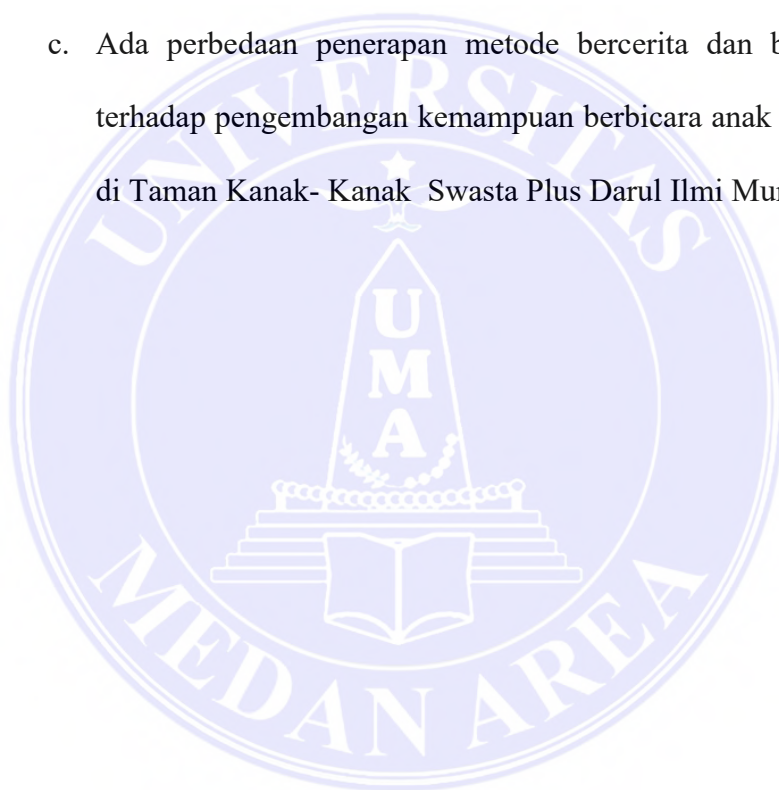 c. Ada perbedaan penerapan metode bercerita dan
terhadap pengembangan kemampuan berbicara anak
di Taman Kanak- Kanak Swasta Plus Darul Ilmi
UNIVERSITAS
UMA
MEDAN AREA